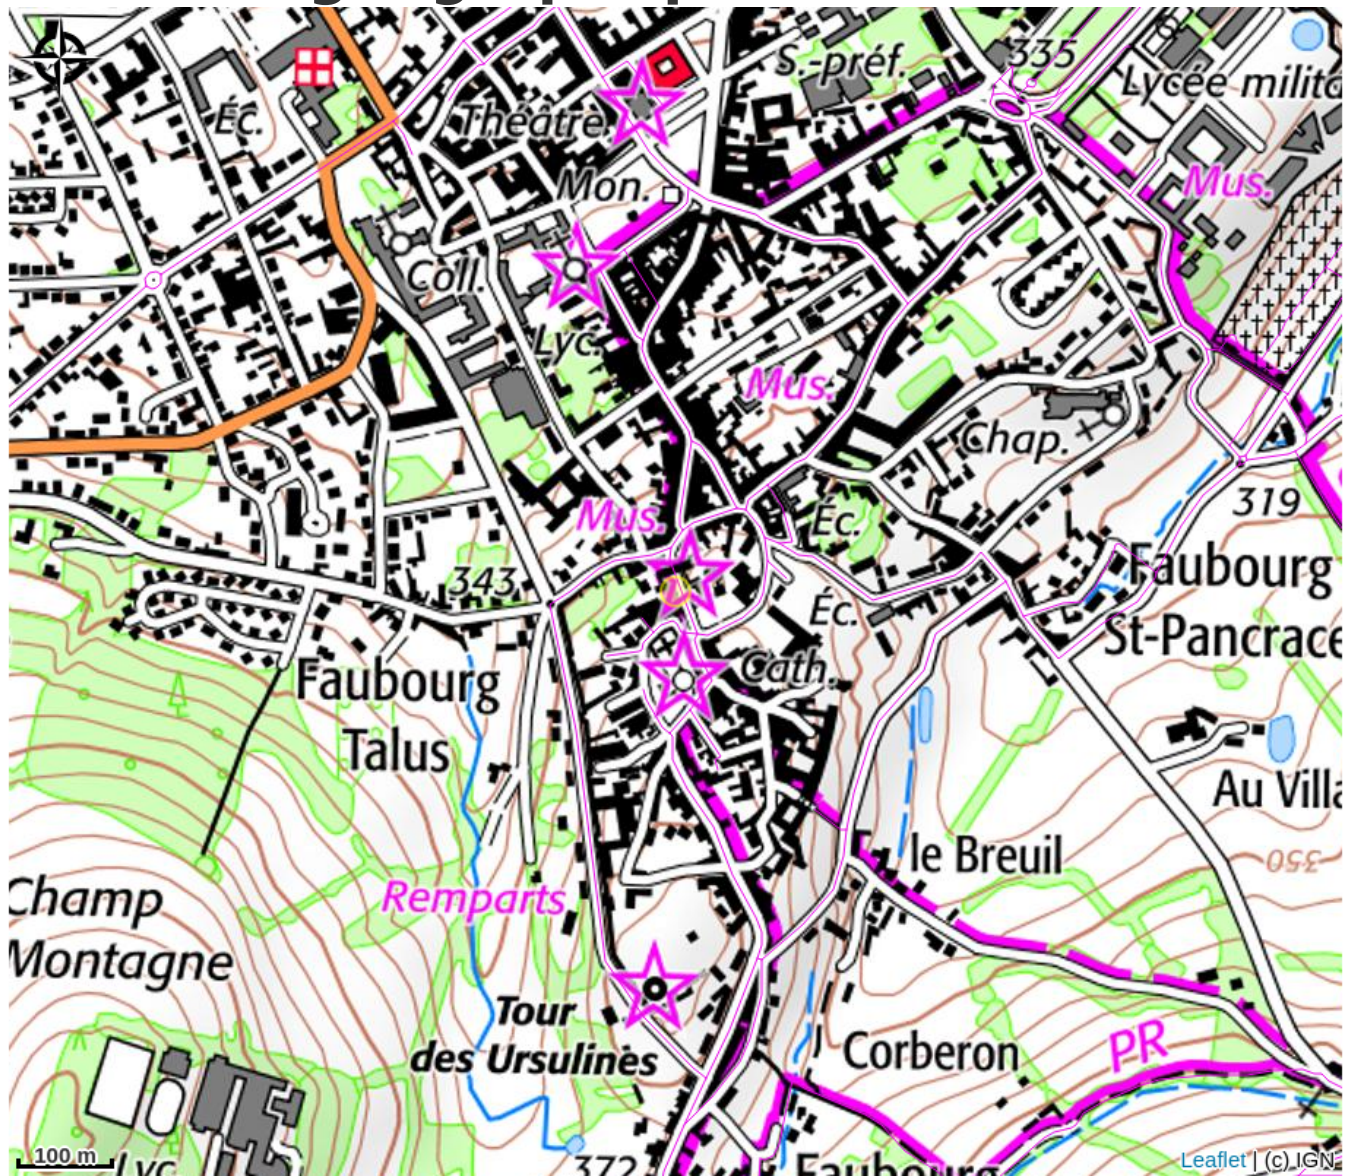 335
S.-préf.
Lycée milita
Éc.
Théâtre
Mon.
Mus.
Coll.
Lyc.
Mus.
Chap.
319
Mus.
Éc.
Faubourg
St-Pancrace
343
Éc.
Cath.
Faubourg
Talus
Au Villa
le Breuil
350
Champ
Montagne
Remparts
Tour
des Ursulines
Corberon
PR
100 m
Lyc
372
Faubourg
Leaflet | (c) IGN